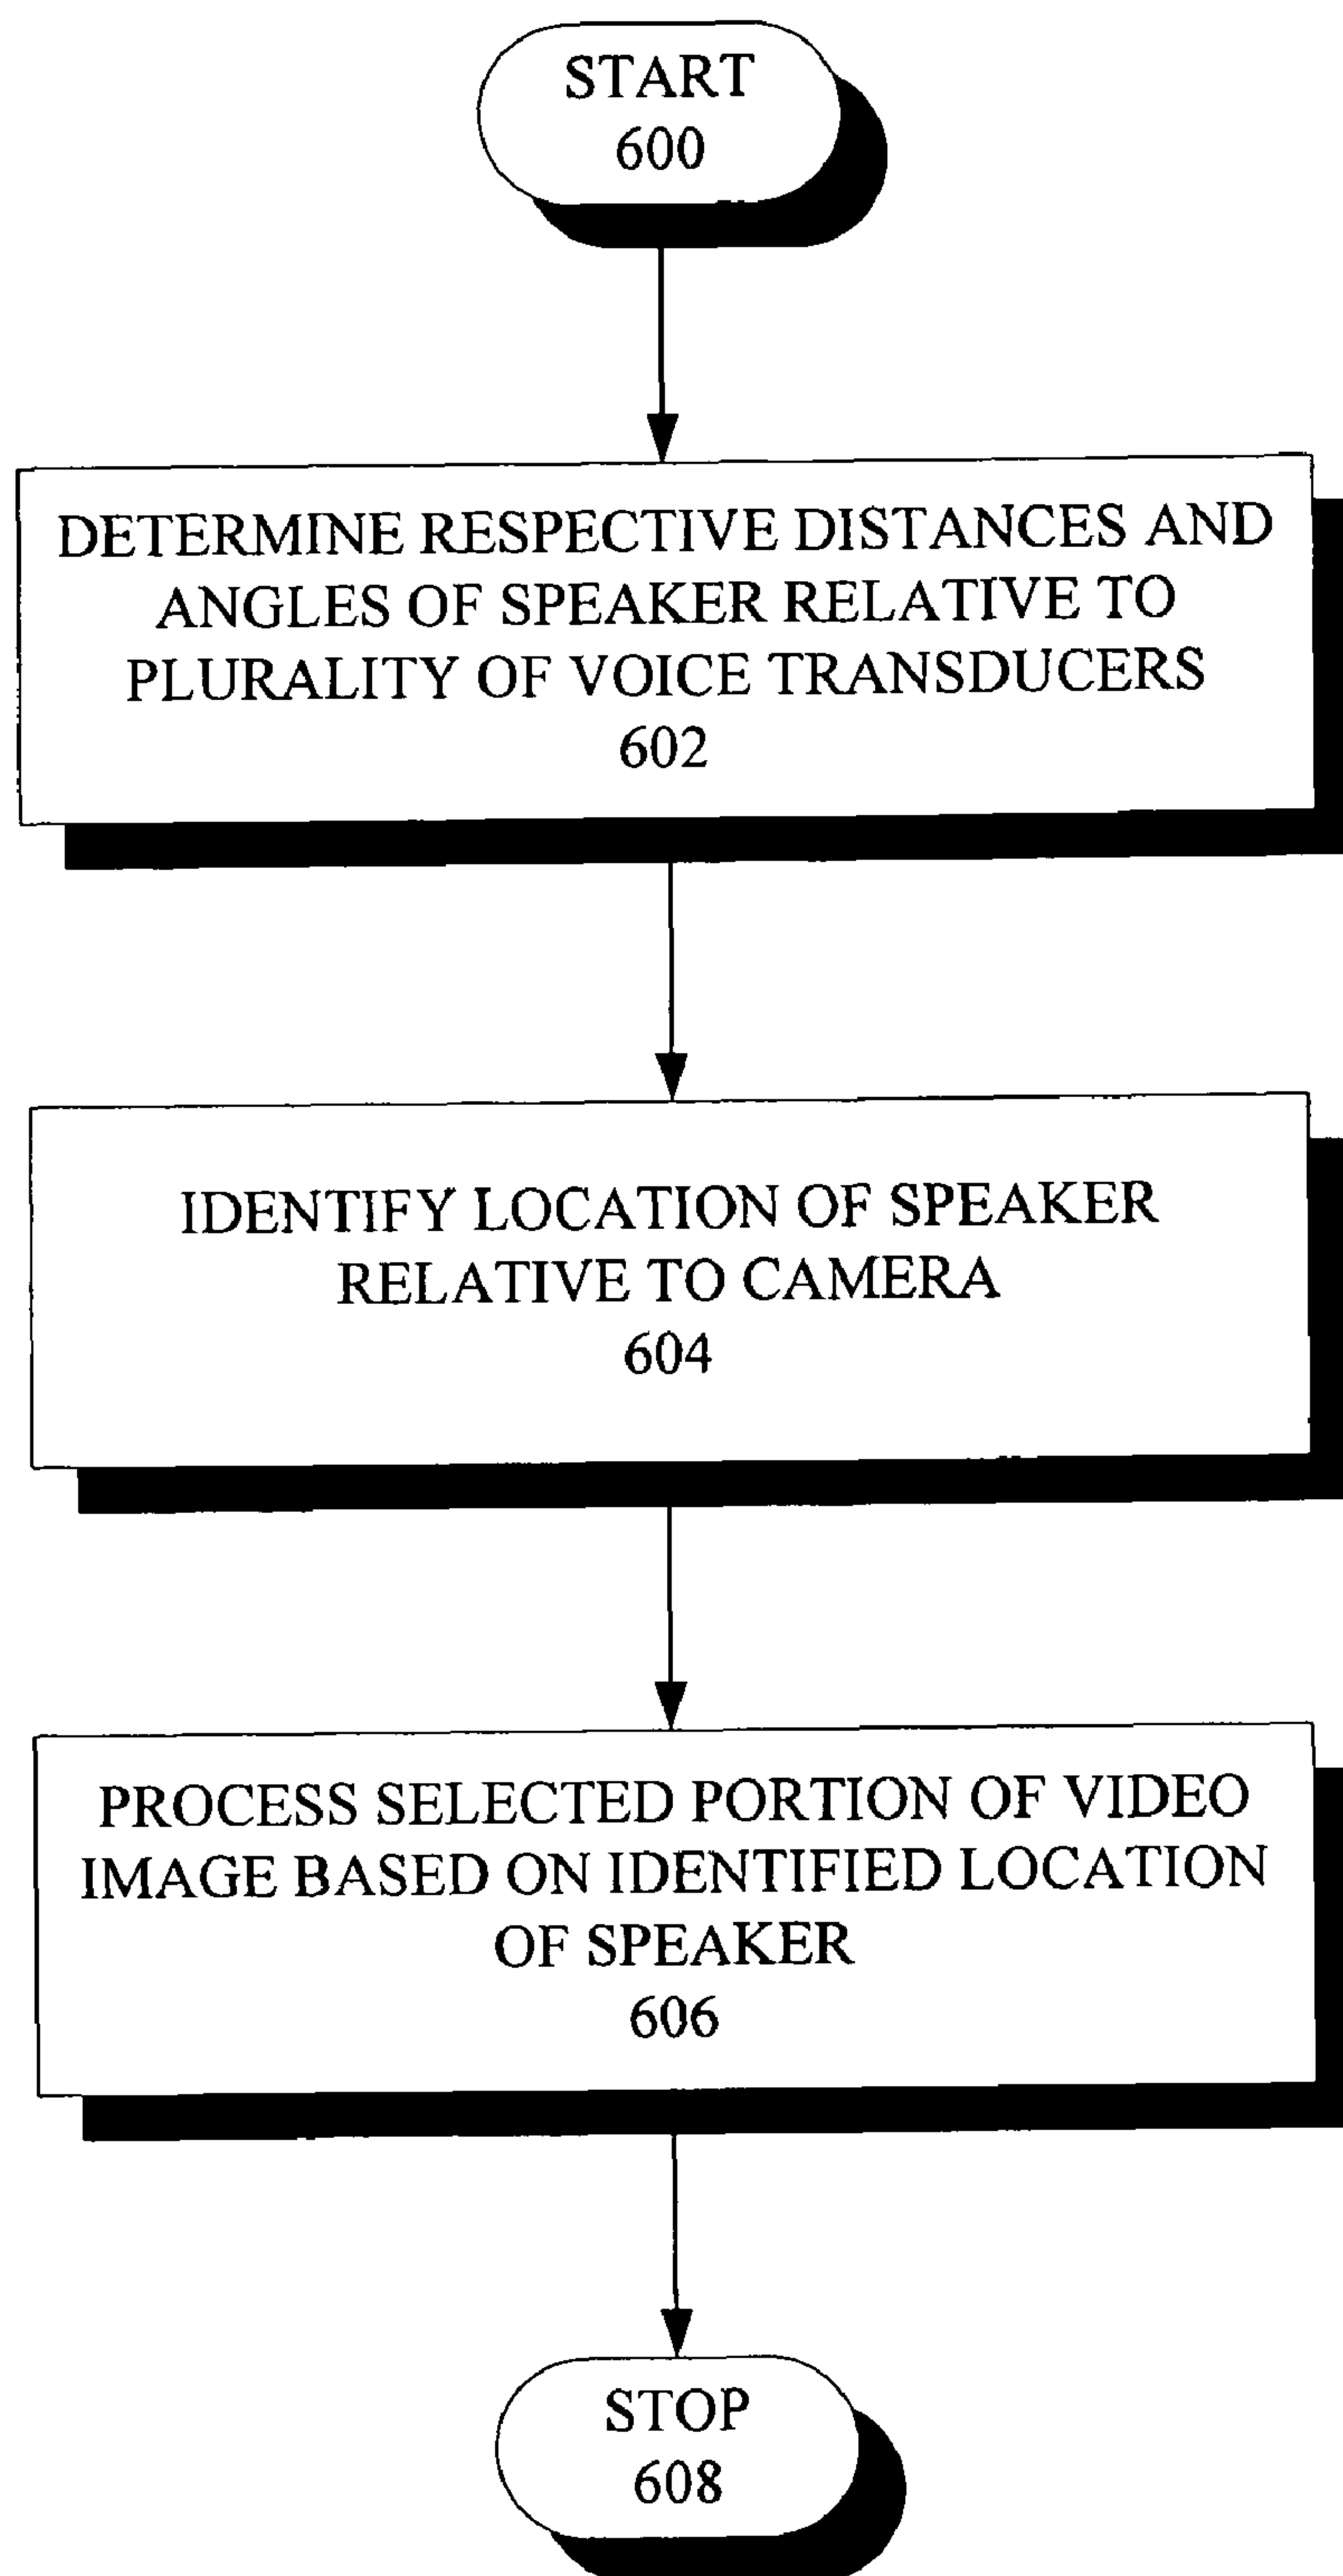 START
600
DETERMINE RESPECTIVE DISTANCES AND
ANGLES OF SPEAKER RELATIVE TO
PLURALITY OF VOICE TRANSDUCERS
602
IDENTIFY LOCATION OF SPEAKER
RELATIVE TO CAMERA
604
PROCESS SELECTED PORTION OF VIDEO
IMAGE BASED ON IDENTIFIED LOCATION
OF SPEAKER
606
STOP
608